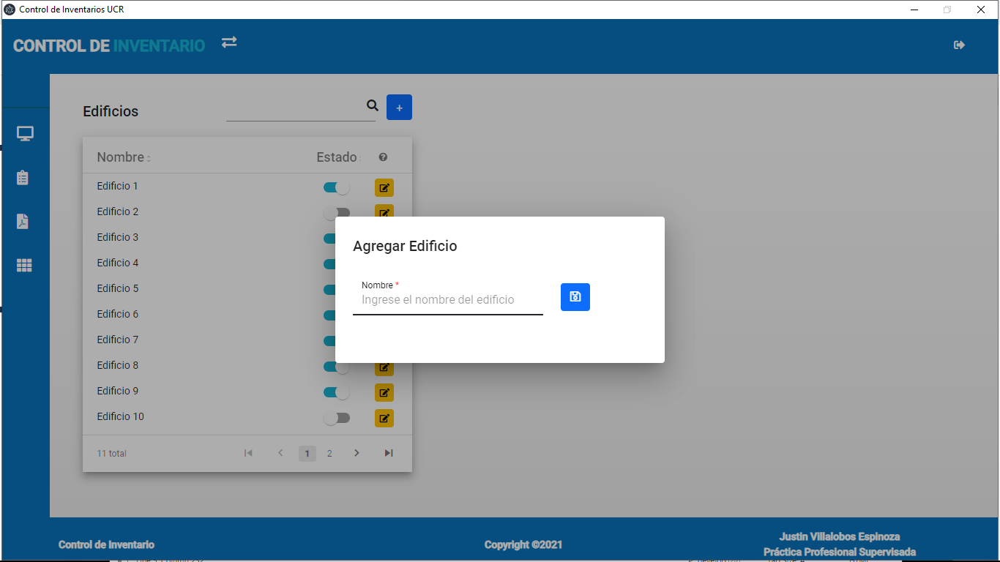 Control de Inventarios UCR
CONTROL DE INVENTARIO
Edificios
+
Nombre Estado
Edificio 1
Edificio 2
Edificio 3
Edificio 4
Edificio 5
Edificio 6
Edificio 7
Edificio 8
Edificio 9
Edificio 10
11 total 1 2
Agregar Edificio
Nombre *
Ingrese el nombre del edificio
Control de Inventario
Copyright ©2021
Justin Villalobos Espinoza
Práctica Profesional Supervisada